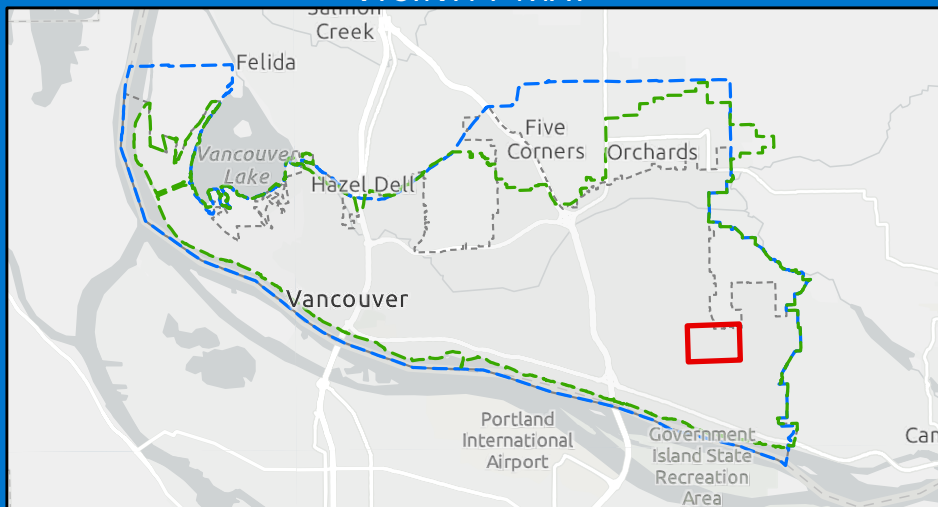 Salmon
Creek
Felida
Five
Corners
Orchards
Vancouver
Lake
Hazel Dell
Vancouver
Portland
International
Airport
Government
Island State
Recreation
Area